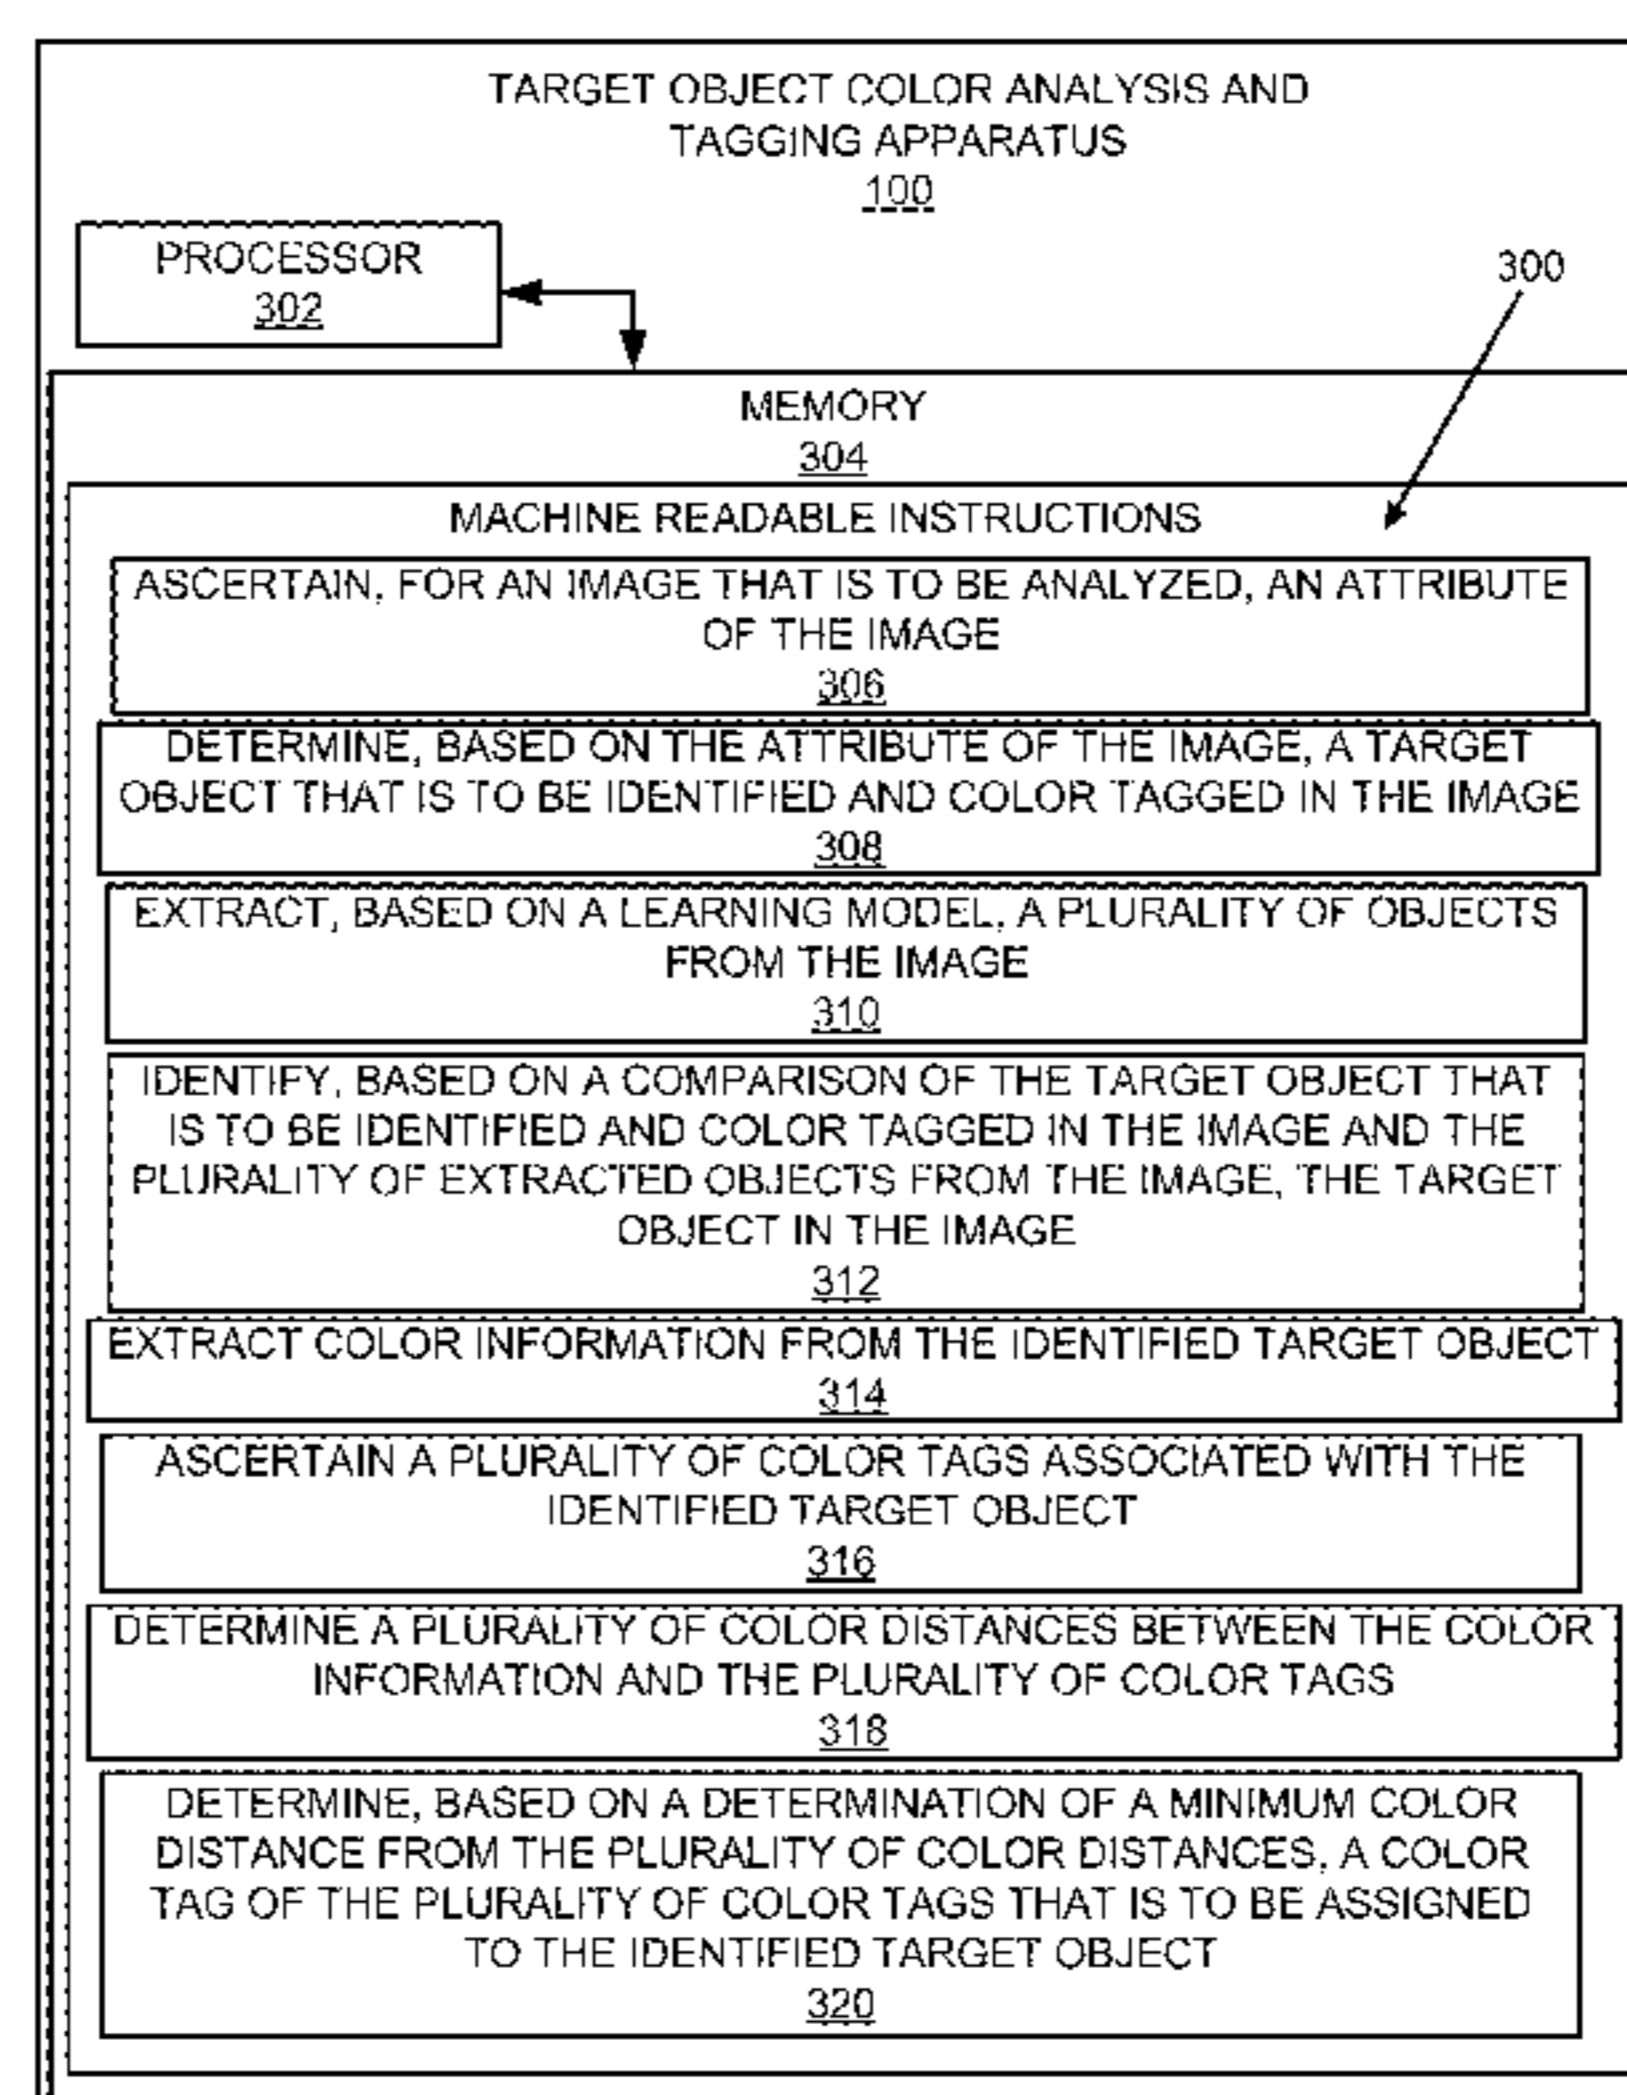 TARGET OBJECT COLOR ANALYSIS AND
TAGGING APPARATUS
100
PROCESSOR
302
300
MEMORY
304
MACHINE READABLE INSTRUCTIONS
ASCERTAIN, FOR AN IMAGE THAT IS TO BE ANALYZED, AN ATTRIBUTE
OF THE IMAGE
306
DETERMINE, BASED ON THE ATTRIBUTE OF THE IMAGE, A TARGET
OBJECT THAT IS TO BE IDENTIFIED AND COLOR TAGGED IN THE IMAGE
308
EXTRACT, BASED ON A LEARNING MODEL, A PLURALITY OF OBJECTS
FROM THE IMAGE
310
IDENTIFY, BASED ON A COMPARISON OF THE TARGET OBJECT THAT
IS TO BE IDENTIFIED AND COLOR TAGGED IN THE IMAGE AND THE
PLURALITY OF EXTRACTED OBJECTS FROM THE IMAGE, THE TARGET
OBJECT IN THE IMAGE
312
EXTRACT COLOR INFORMATION FROM THE IDENTIFIED TARGET OBJECT
314
ASCERTAIN A PLURALITY OF COLOR TAGS ASSOCIATED WITH THE
IDENTIFIED TARGET OBJECT
316
DETERMINE A PLURALITY OF COLOR DISTANCES BETWEEN THE COLOR
INFORMATION AND THE PLURALITY OF COLOR TAGS
318
DETERMINE, BASED ON A DETERMINATION OF A MINIMUM COLOR
DISTANCE FROM THE PLURALITY OF COLOR DISTANCES, A COLOR
TAG OF THE PLURALITY OF COLOR TAGS THAT IS TO BE ASSIGNED
TO THE IDENTIFIED TARGET OBJECT
320